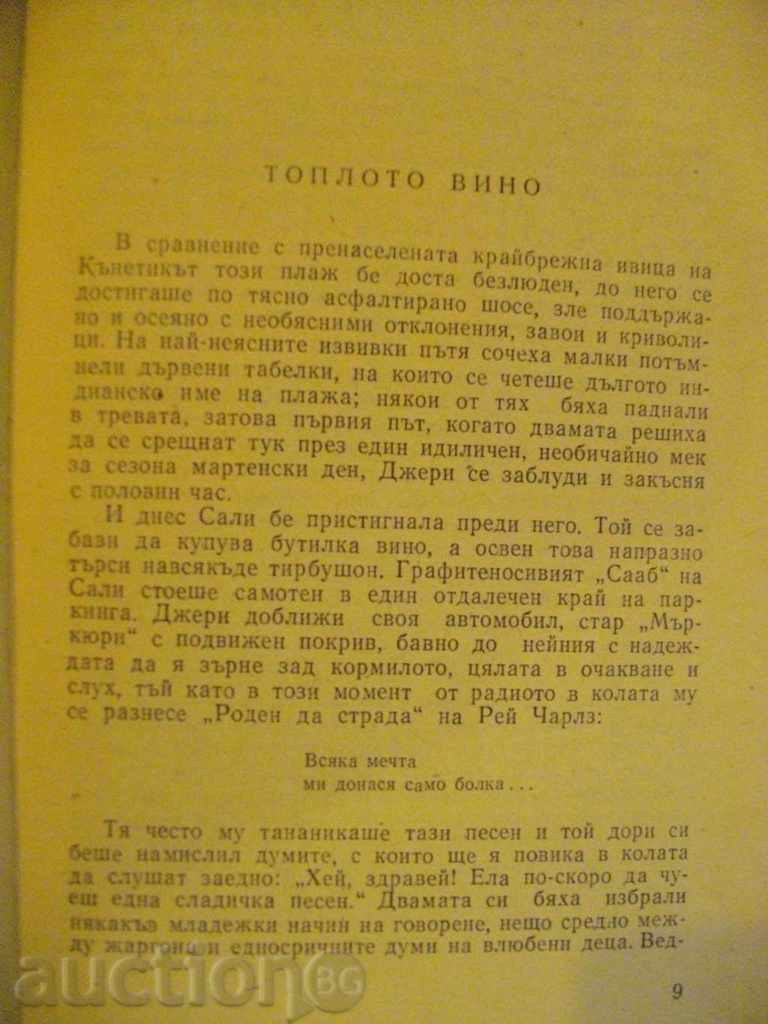 ТОПЛОТО ВИНО
В сравнение с пренаселената крайбрежна ивица на
Кънетикът този плаж бе доста безлюден, до него се
достигаше по тясно асфалтирано шосе, зле поддържа-
но и осеяно с необясними отклонения, завои и криволи-
ци. На най-неясните извивки пътя сочеха малки потъм-
нели дървени табелки, на които се четеше дългото ин-
дианско име на плажа; някои от тях бяха паднали
в тревата, затова първия път, когато двамата решиха
да се срещнат тук през един идиличен, необичайно мек
за сезона мартенски ден, Джери се заблуди и закъсня
с половин час.
И днес Сали бе пристигнала преди него. Той се за-
бави да купува бутилка вино, а освен това напразно
търси навсякъде тирбушон. Графитеносивият „Сааб“ на
Сали стоеше самотен в един отдалечен край на пар-
кинга. Джери доближи своя автомобил, стар „Мър-
кюри“ с подвижен покрив, бавно до нейния с надеж-
дата да я зърне зад кормилото, цялата в очакване и
слух, тъй като в този момент от радиото в колата му
се разнесе „Роден да страда“ на Рей Чарлз:
Всяка мечта
ми донася само болка...
Тя често му тананикаше тази песен и той дори си
беше намислил думите, с които ще я повика в колата
да слушат заедно: „Хей, здравей! Ела по-скоро да чу-
еш една сладичка песен.“ Двамата си бяха избрали
някакъв младежки начин на говорене, нещо средно меж-
ду жаргона и едносричните думи на влюбени деца. Вед-
9
auctionBG